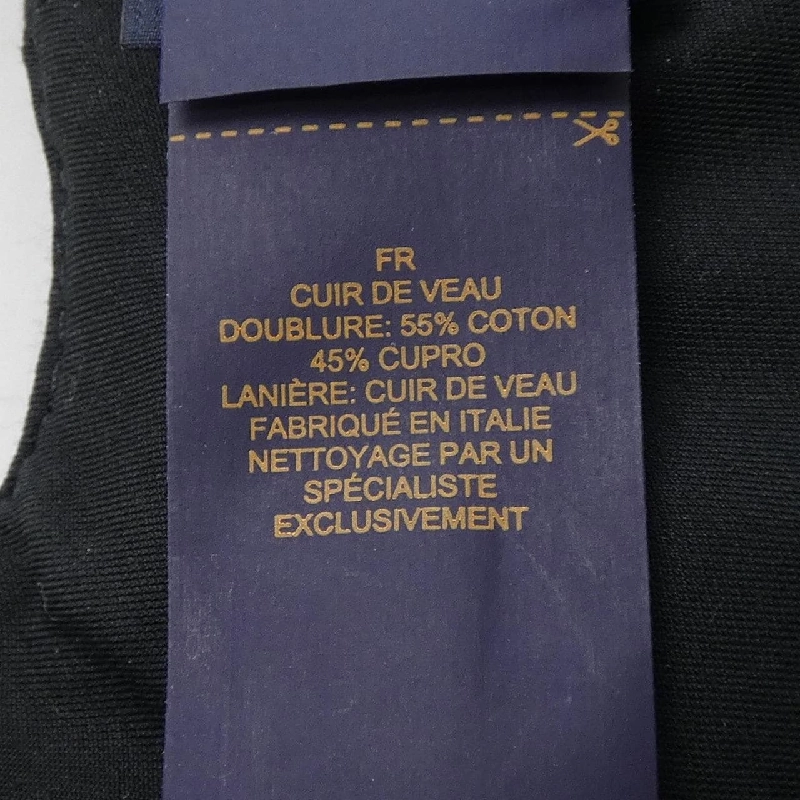 FR
CUIR DE VEAU
DOUBLURE: 55% COTON
45% CUPRO
LANIÈRE: CUIR DE VEAU
FABRIQUÉ EN ITALIE
NETTOYAGE PAR UN
SPÉCIALISTE
EXCLUSIVEMENT